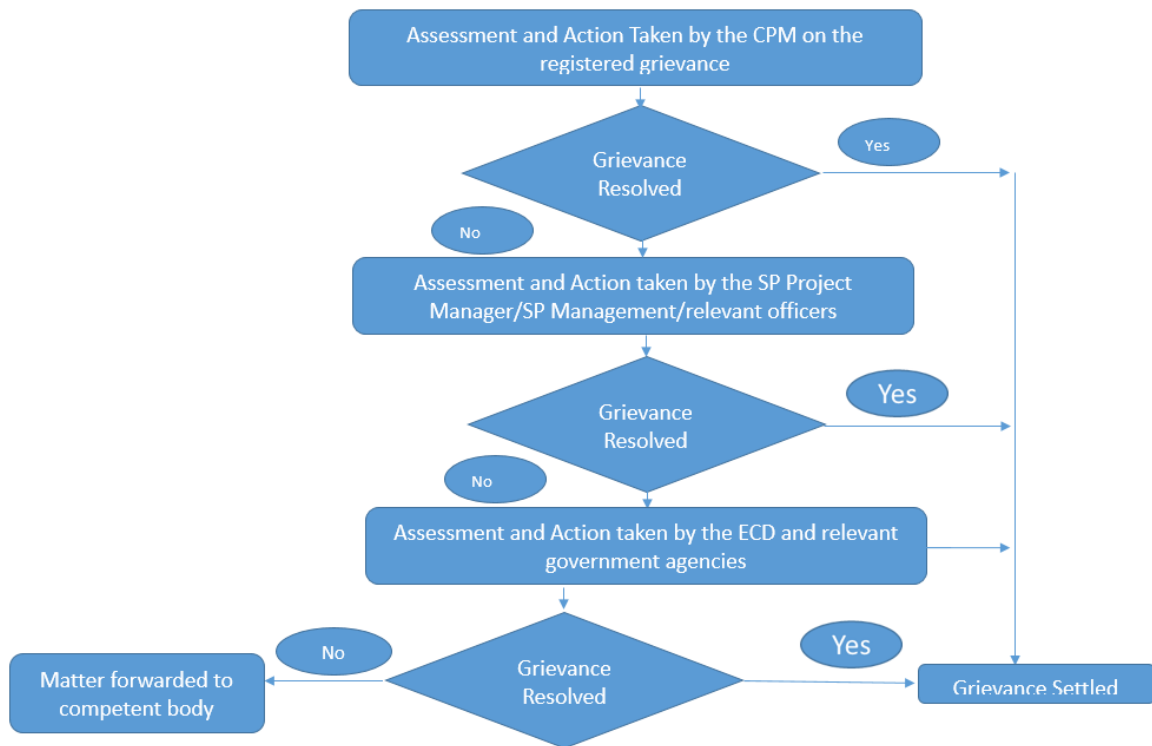 Assessment and Action Taken by the CPM on the
registered grievance
Yes
Grievance
Resolved
No
Assessment and Action taken by the SP Project
Manager/SP Management/relevant officers
Yes
Grievance
Resolved
No
Assessment and Action taken by the ECD and relevant
government agencies
Yes
No
Grievance
Resolved
Matter forwarded to
competent body
Grievance Settled